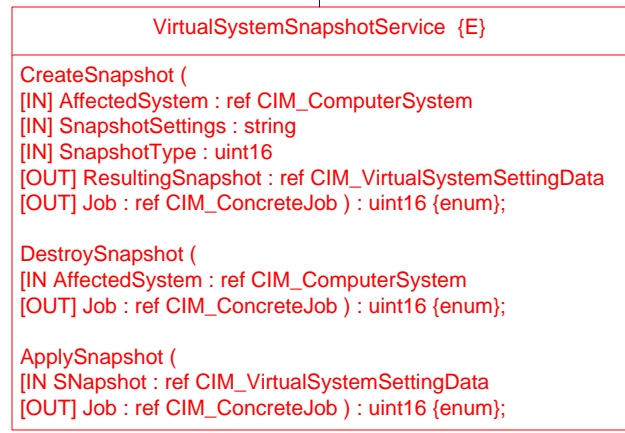 VirtualSystemSnapshotService {E}
CreateSnapshot (
[IN] AffectedSystem : ref CIM_ComputerSystem
[IN] SnapshotSettings : string
[IN] SnapshotType : uint16
[OUT] ResultingSnapshot : ref CIM_VirtualSystemSettingData
[OUT] Job : ref CIM_ConcreteJob ) : uint16 {enum};
DestroySnapshot (
[IN AffectedSystem : ref CIM_ComputerSystem
[OUT] Job : ref CIM_ConcreteJob ) : uint16 {enum};
ApplySnapshot (
[IN SNapshot : ref CIM_VirtualSystemSettingData
[OUT] Job : ref CIM_ConcreteJob ) : uint16 {enum};